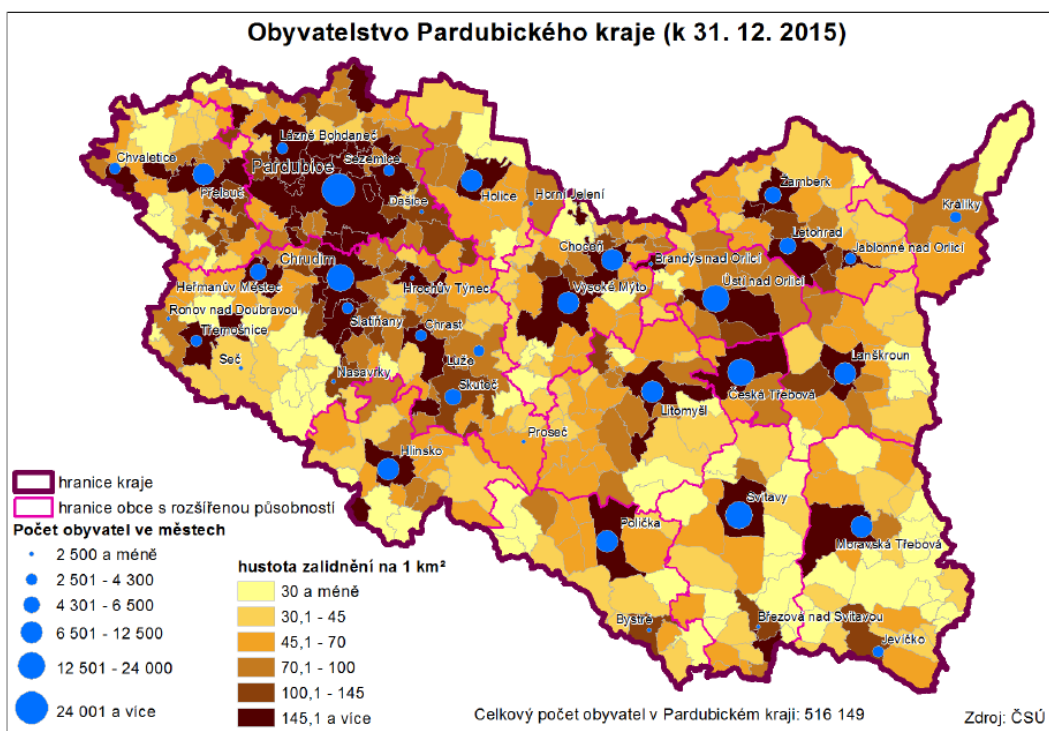 Obyvatelstvo Pardubického kraje (k 31. 12. 2015)
Lázně Bohdaneč
Chvaletice
Pardubice
Sezemice
Přelouč
Holice
Dašice
Horní Jelení
Žamberk
Králíky
Letohrad
Choceň
Brandýs nad Orlicí
Jablonné nad Orlicí
Chrudim
Heřmanův Městec
Hrochův Týnec
Vysoké Mýto
Ústí nad Orlicí
Ronov nad Doubravou
Slatiňany
Třemošnice
Chrast
Luže
Seč
Nasavrky
Skuteč
Lanškroun
Česká Třebová
Litomyšl
Proseč
Hlinsko
Svitavy
Polička
Moravská Třebová
Bystré
Březová nad Svitavou
Jevíčko
hranice kraje
hranice obce s rozšířenou působností
Počet obyvatel ve městech
2 500 a méně
2 501 - 4 300
4 301 - 6 500
6 501 - 12 500
12 501 - 24 000
24 001 a více
hustota zalidnění na 1 km²
30 a méně
30,1 - 45
45,1 - 70
70,1 - 100
100,1 - 145
145,1 a více
Celkový počet obyvatel v Pardubickém kraji: 516 149
Zdroj: ČSÚ